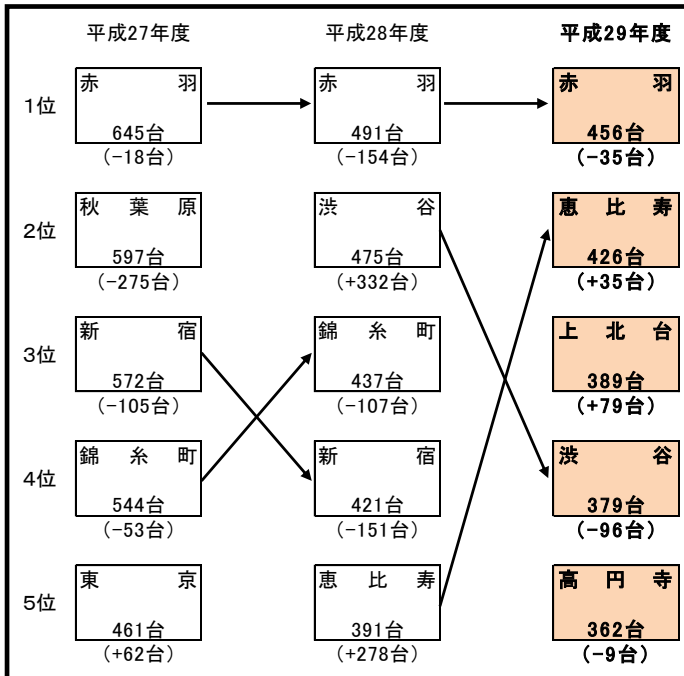 平成27年度 平成28年度 平成29年度
1位 赤羽 赤羽 赤羽
645台 491台 456台
(-18台) (-154台) (-35台)
2位 秋葉原 渋谷 恵比寿
597台 475台 426台
(-275台) (+332台) (+35台)
3位 新宿 錦糸町 上北台
572台 437台 389台
(-105台) (-107台) (+79台)
4位 錦糸町 新宿 渋谷
544台 421台 379台
(-53台) (-151台) (-96台)
5位 東京 恵比寿 高円寺
461台 391台 362台
(+62台) (+278台) (-9台)